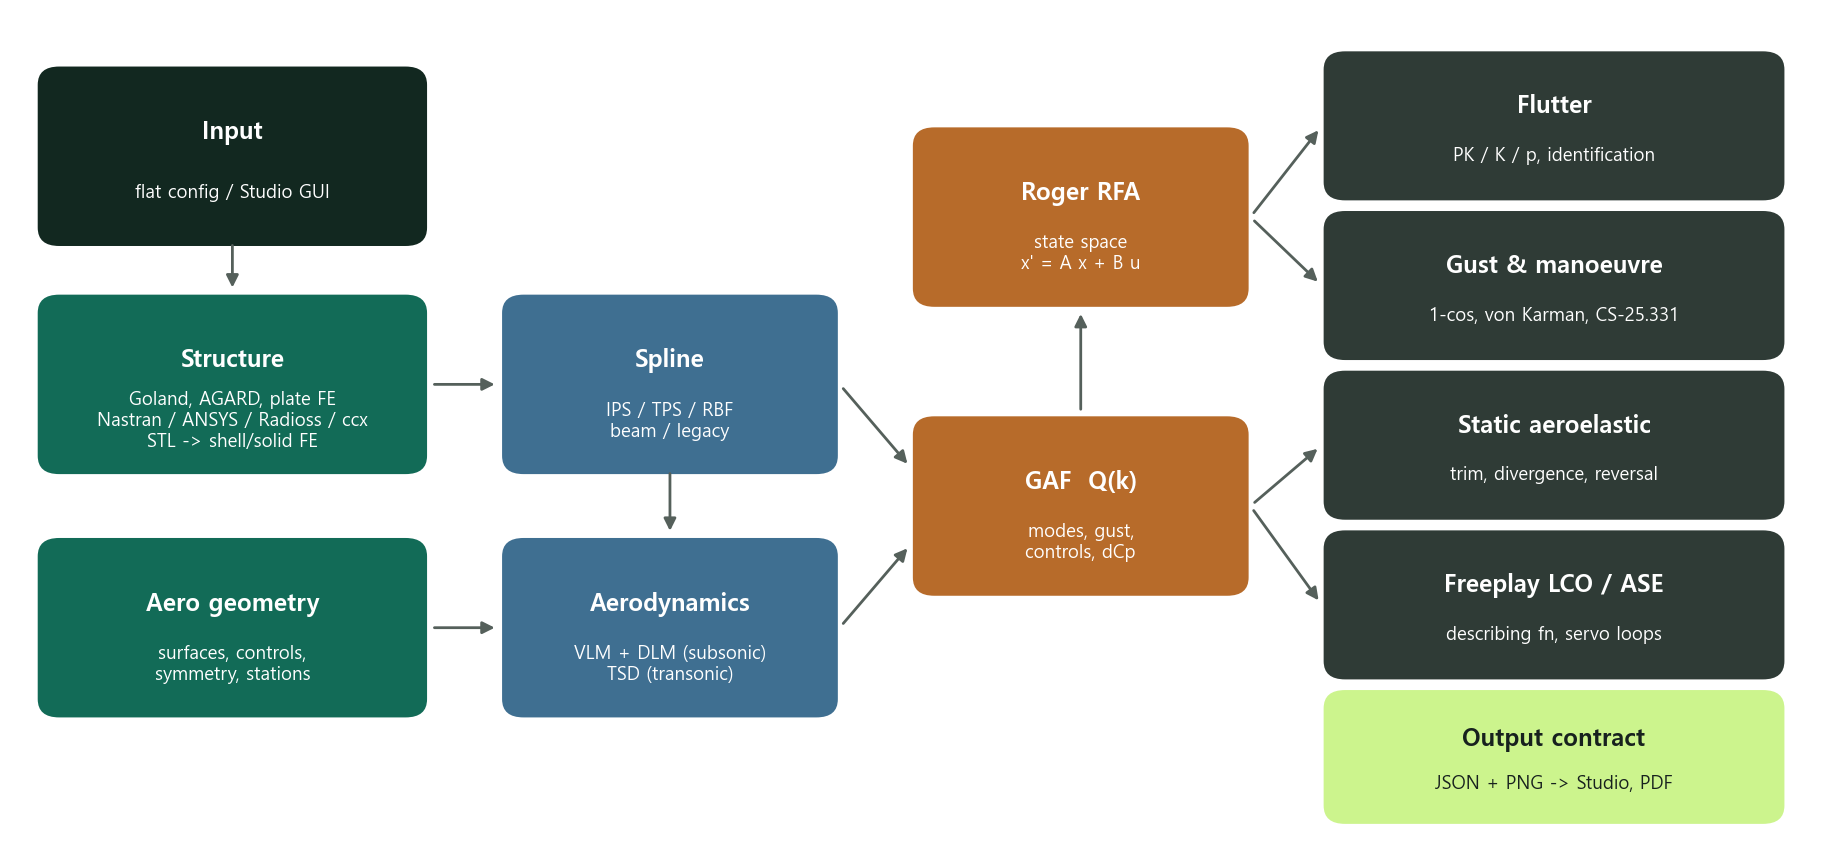 Input
flat config / Studio GUI
Structure
Goland, AGARD, plate FE
Nastran / ANSYS / Radioss / ccx
STL -> shell/solid FE
Aero geometry
surfaces, controls,
symmetry, stations
Spline
IPS / TPS / RBF
beam / legacy
Aerodynamics
VLM + DLM (subsonic)
TSD (transonic)
Roger RFA
state space
x' = A x + B u
GAF  Q(k)
modes, gust,
controls, dCp
Flutter
PK / K / p, identification
Gust & manoeuvre
1-cos, von Karman, CS-25.331
Static aeroelastic
trim, divergence, reversal
Freeplay LCO / ASE
describing fn, servo loops
Output contract
JSON + PNG -> Studio, PDF